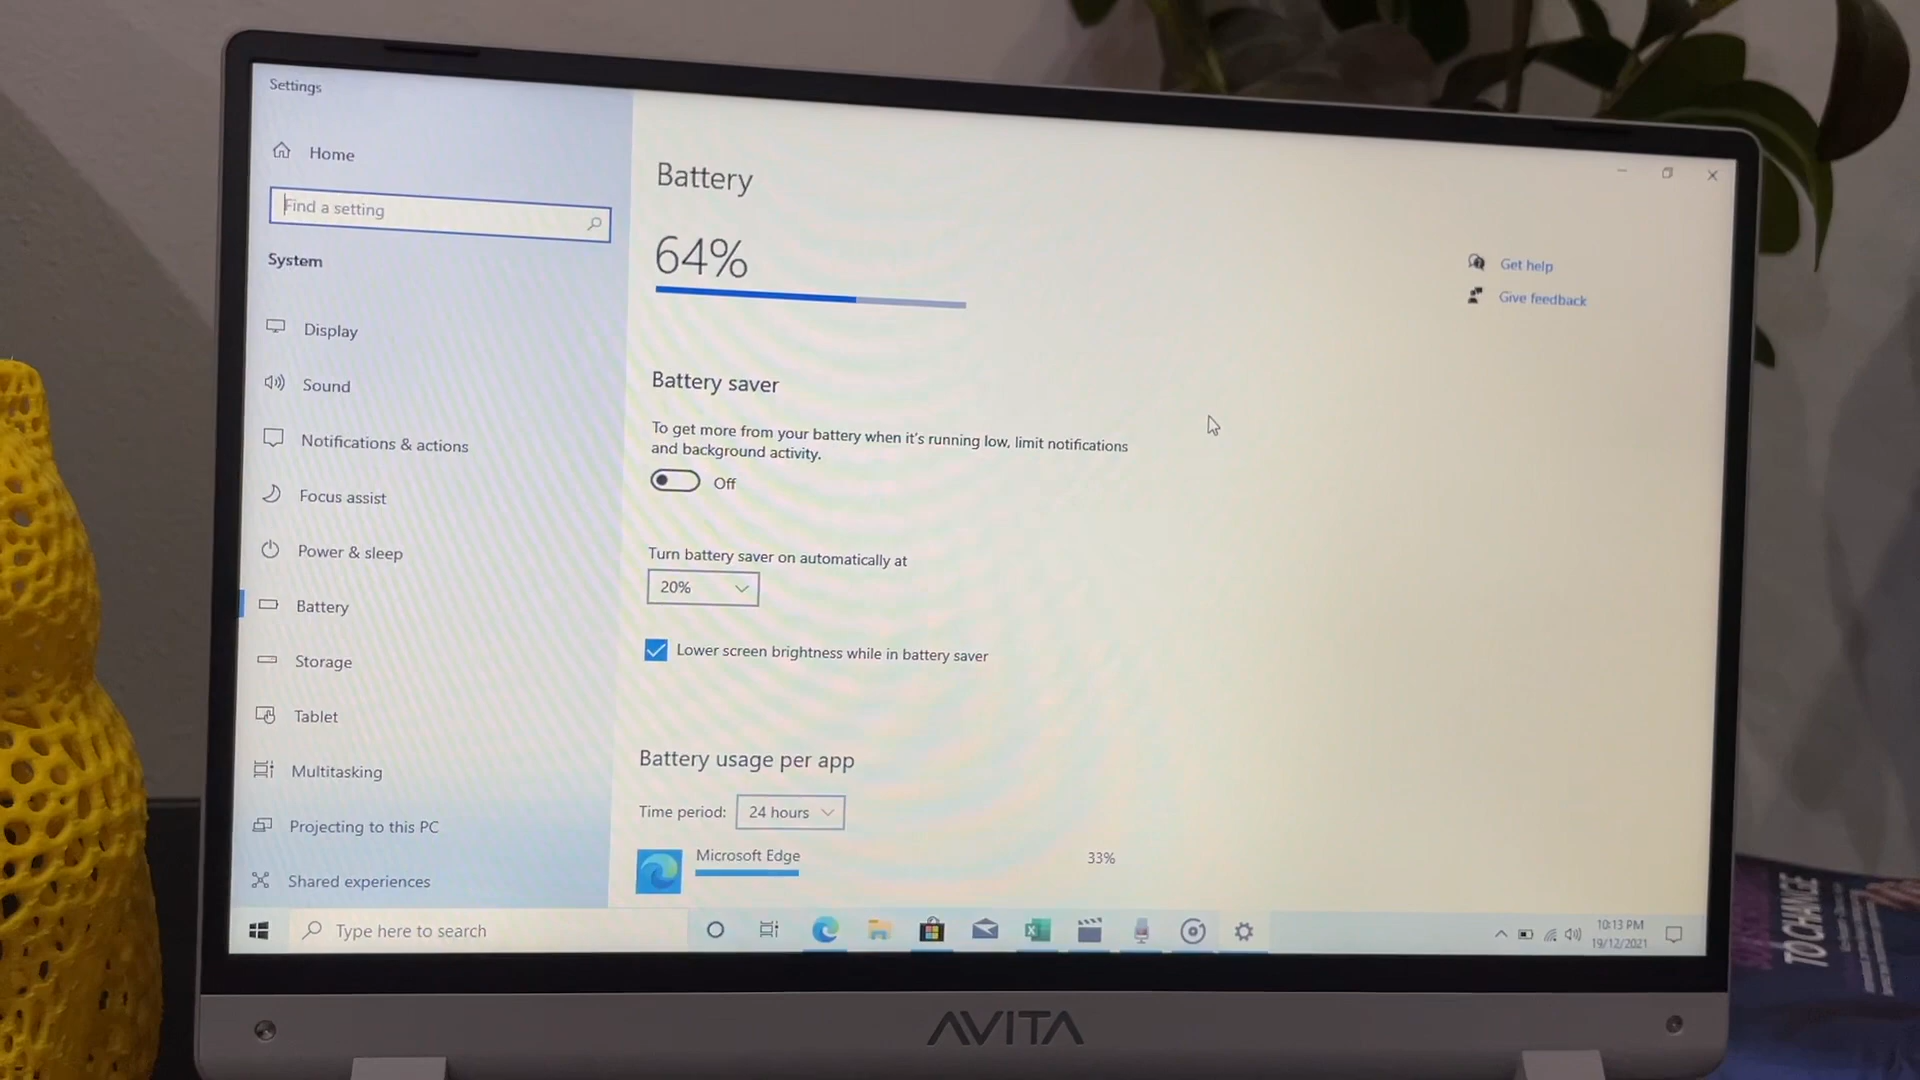 Settings
Home
Find a setting
System
Display
Sound
Notifications & actions
Focus assist
Power & sleep
Battery
Storage
Tablet
Multitasking
Projecting to this PC
Shared experiences
Battery
64%
Battery saver
To get more from your battery when it's running low, limit notifications
and background activity.
Off
Turn battery saver on automatically at
20%
Lower screen brightness while in battery saver
Battery usage per app
Time period: 24 hours
Microsoft Edge 33%
Get help
Give feedback
Type here to search
10:13 PM
19/12/2021
AVITA
TO CHANGE